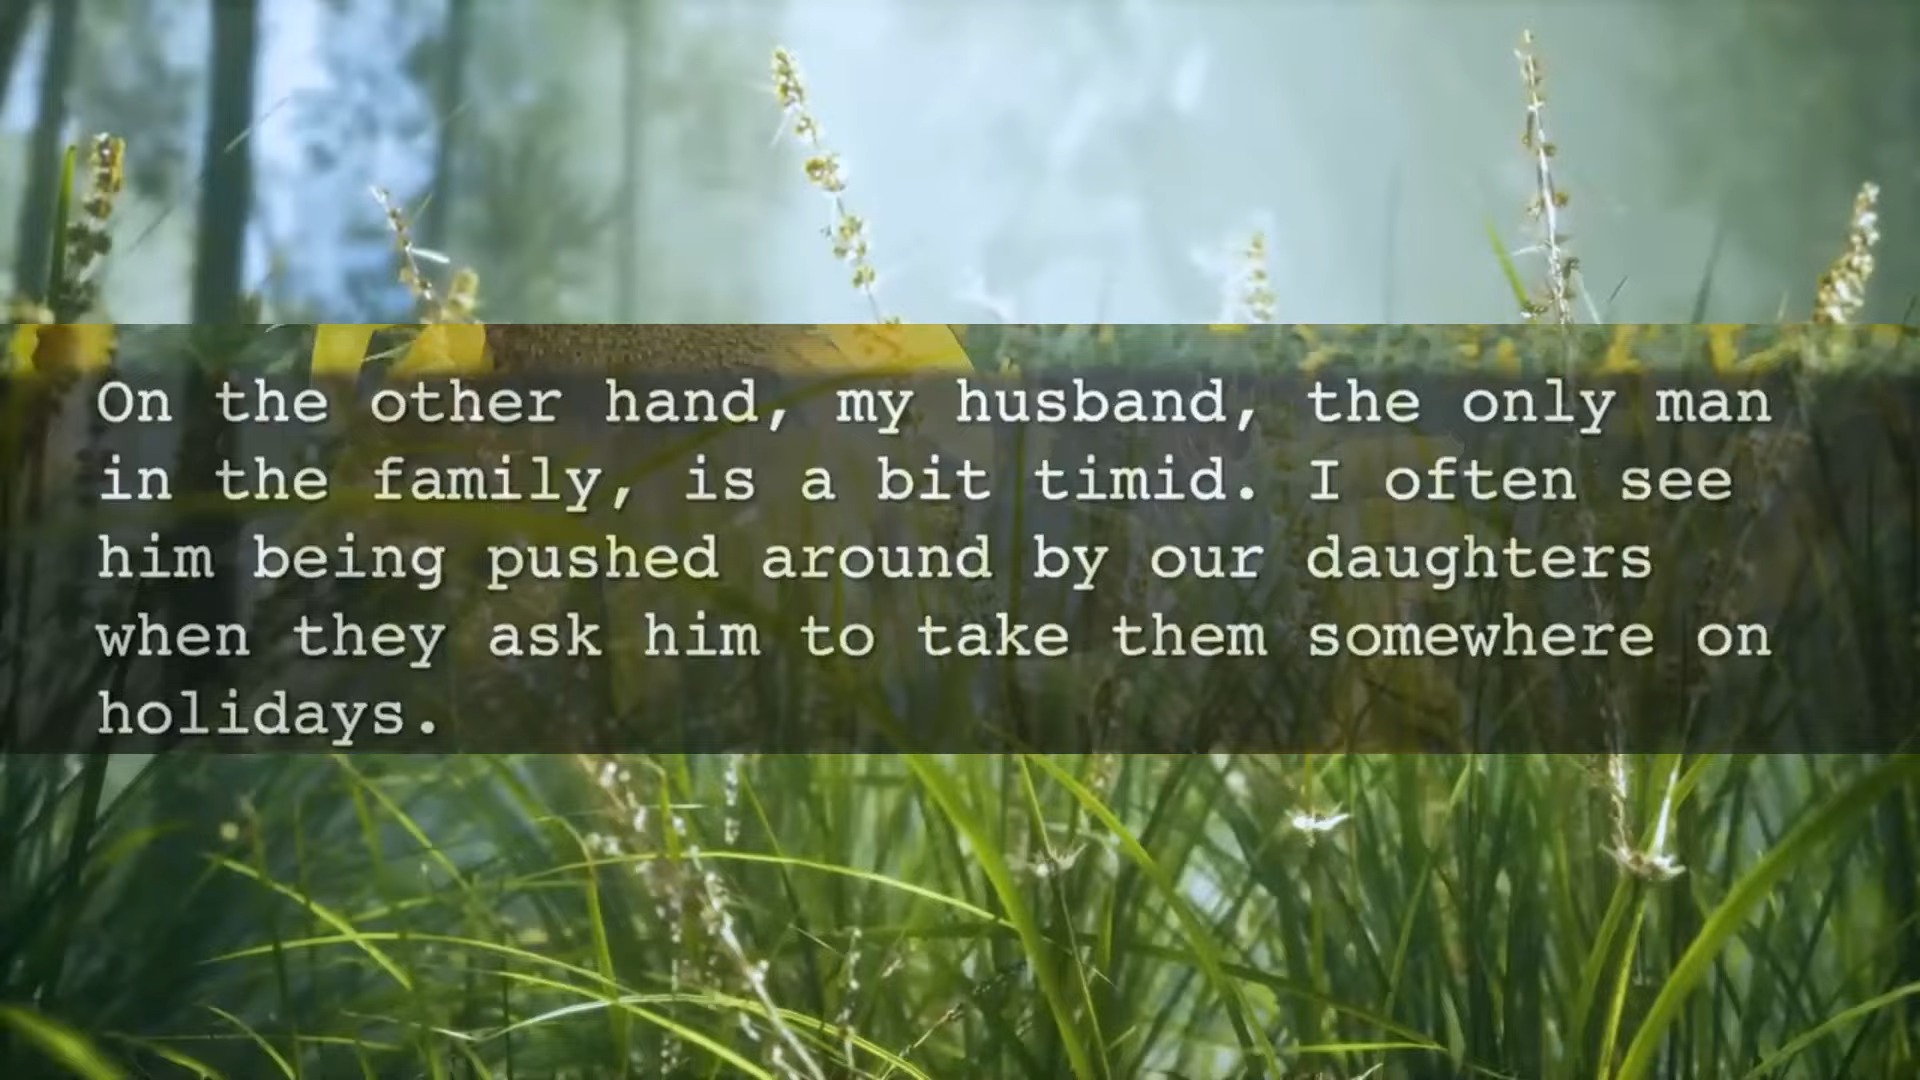 On the other hand, my husband, the only man
in the family, is a bit timid. I often see
him being pushed around by our daughters
when they ask him to take them somewhere on
holidays.